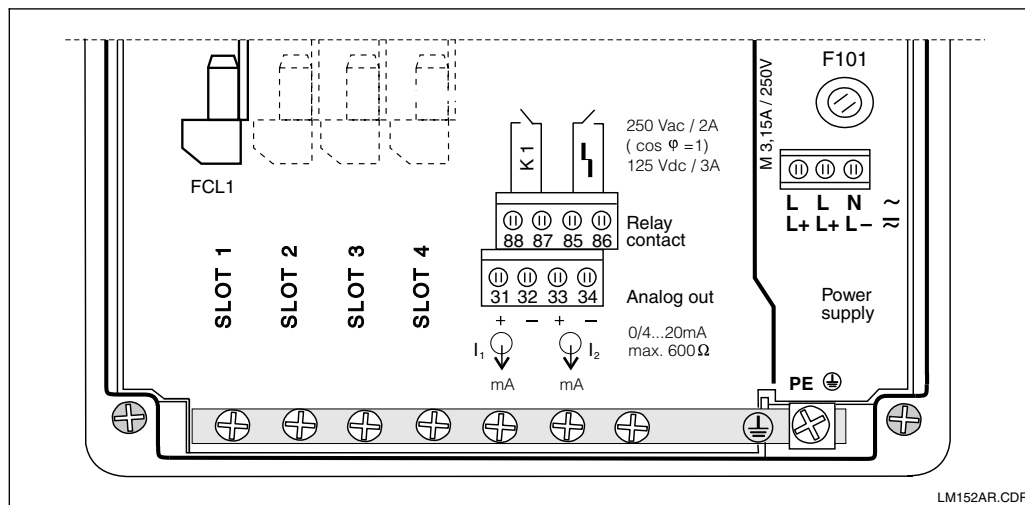 F101
M 3,15A / 250V
FCL1
SLOT 1
SLOT 2
SLOT 3
SLOT 4
K 1
250 Vac / 2A
( cos φ =1)
125 Vdc / 3A
88 87 85 86
Relay
contact
31 32 33 34
Analog out
+ − + −
I₁ I₂
mA mA
0/4...20mA
max. 600Ω
L L N ~
L+ L+ L− ≂
Power
supply
PE
LM152AR.CDR